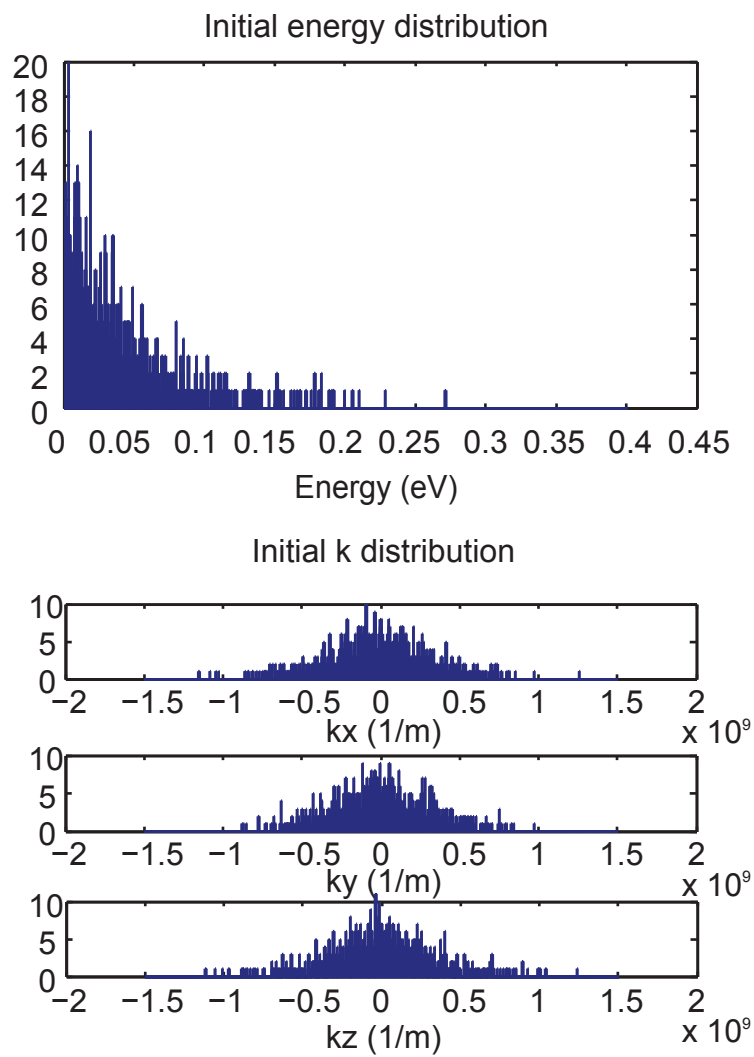 Initial energy distribution
20
18
16
14
12
10
8
6
4
2
0
0 0.05 0.1 0.15 0.2 0.25 0.3 0.35 0.4 0.45
Energy (eV)
Initial k distribution
10
5
0
−2 −1.5 −1 −0.5 0 0.5 1 1.5 2
kx (1/m) x 10⁹
10
5
0
−2 −1.5 −1 −0.5 0 0.5 1 1.5 2
ky (1/m) x 10⁹
10
5
0
−2 −1.5 −1 −0.5 0 0.5 1 1.5 2
kz (1/m) x 10⁹